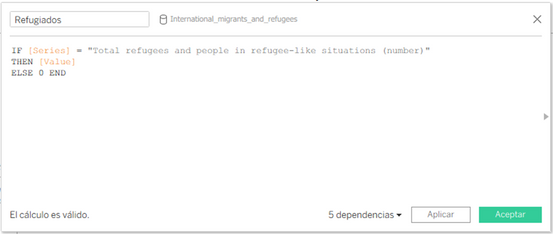 Refugiados
International_migrants_and_refugees
IF [Series] = "Total refugees and people in refugee-like situations (number)"
THEN [Value]
ELSE 0 END
El cálculo es válido.
5 dependencias
Aplicar
Aceptar